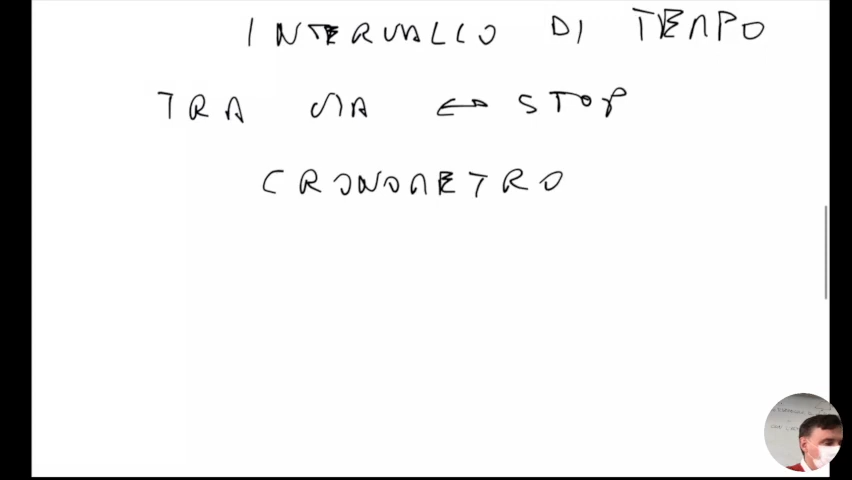 INTERVALLO DI TEMPO
TRA VIA ↔ STOP
CRONOMETRO